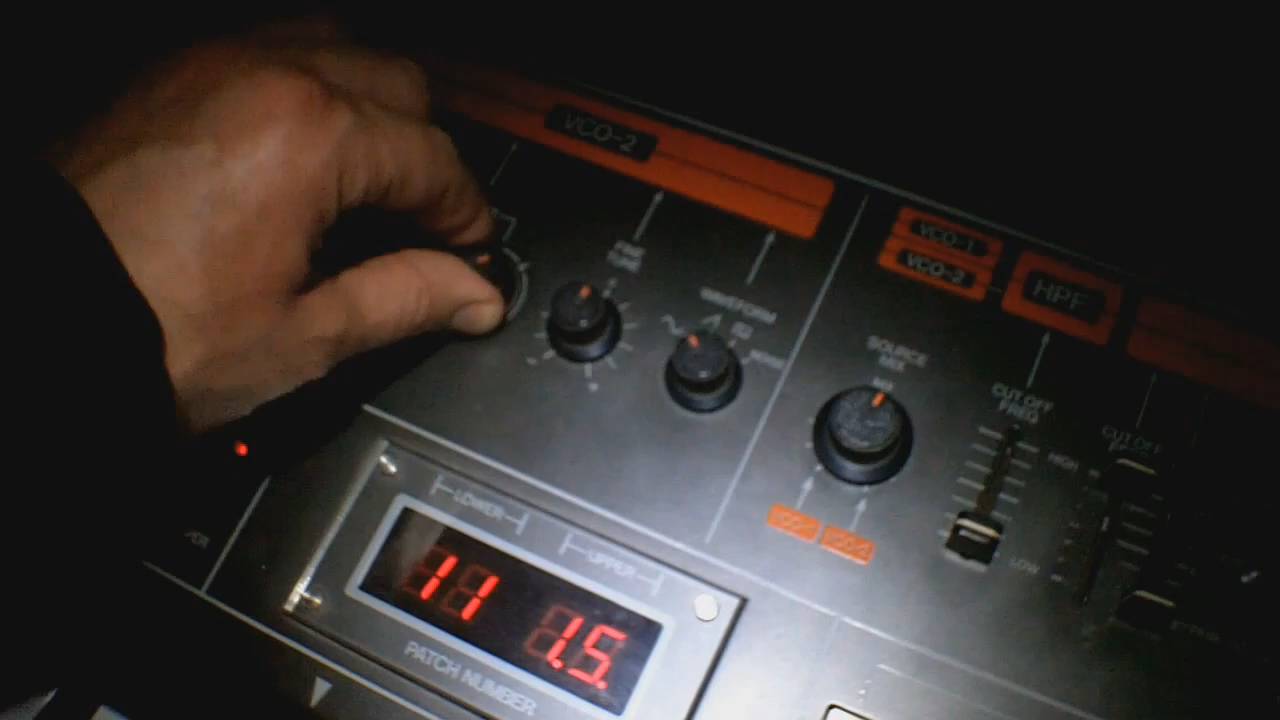 VCO-2
VCO-1
VCO-2
HPF
FINE
TUNE
WAVEFORM
NOISE
SOURCE
MIX
CUT OFF
FREQ
HIGH
LOW
CUT OFF
LOWER
UPPER
11 1.5.
PATCH NUMBER